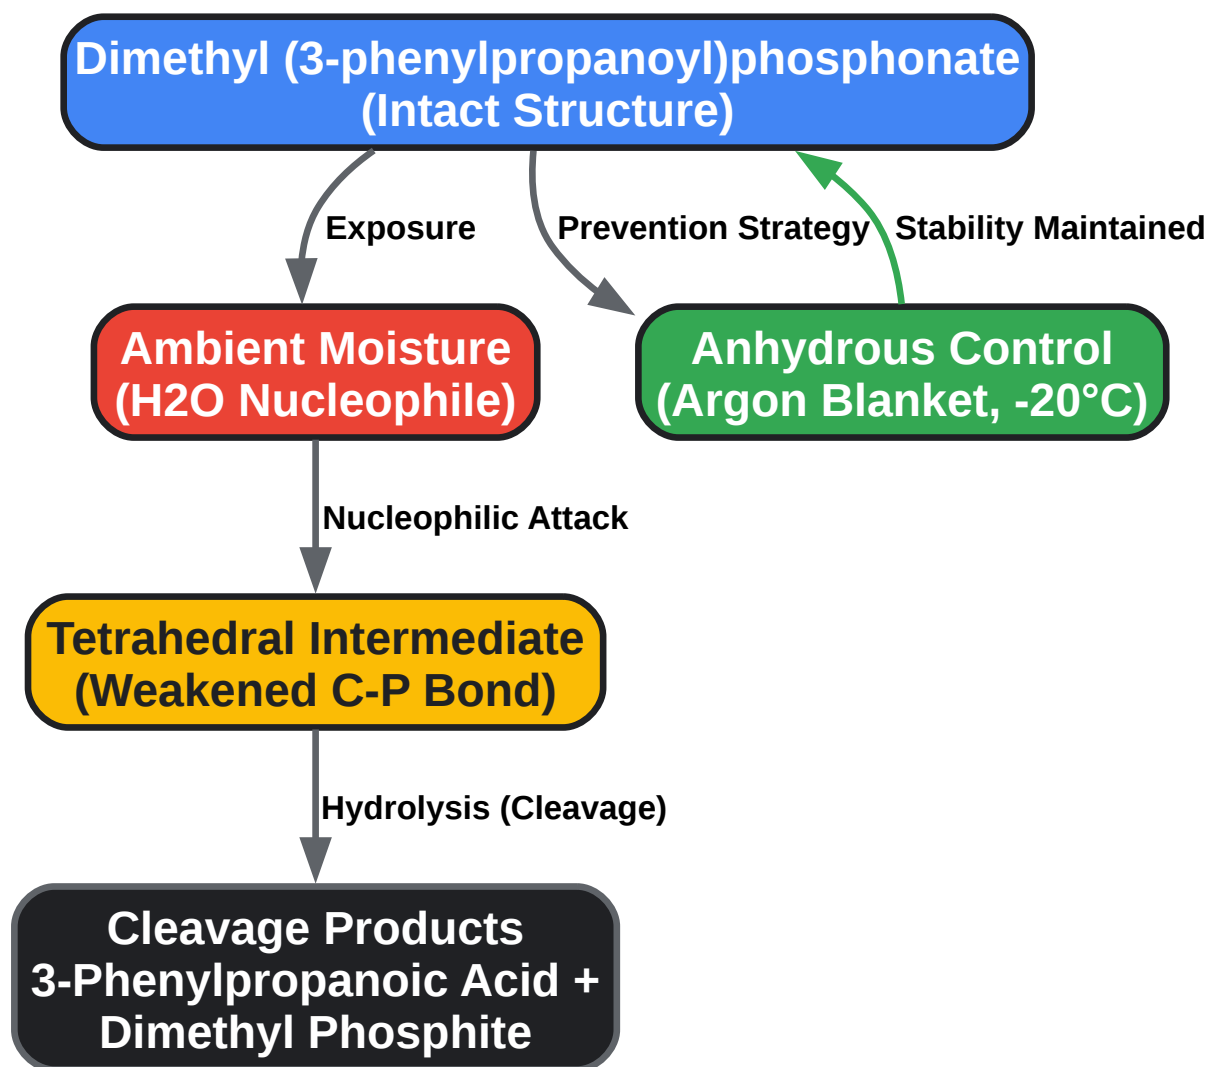 Dimethyl (3-phenylpropanoyl)phosphonate
(Intact Structure)
Exposure
Prevention Strategy
Stability Maintained
Ambient Moisture
(H2O Nucleophile)
Anhydrous Control
(Argon Blanket, -20°C)
Nucleophilic Attack
Tetrahedral Intermediate
(Weakened C-P Bond)
Hydrolysis (Cleavage)
Cleavage Products
3-Phenylpropanoic Acid +
Dimethyl Phosphite